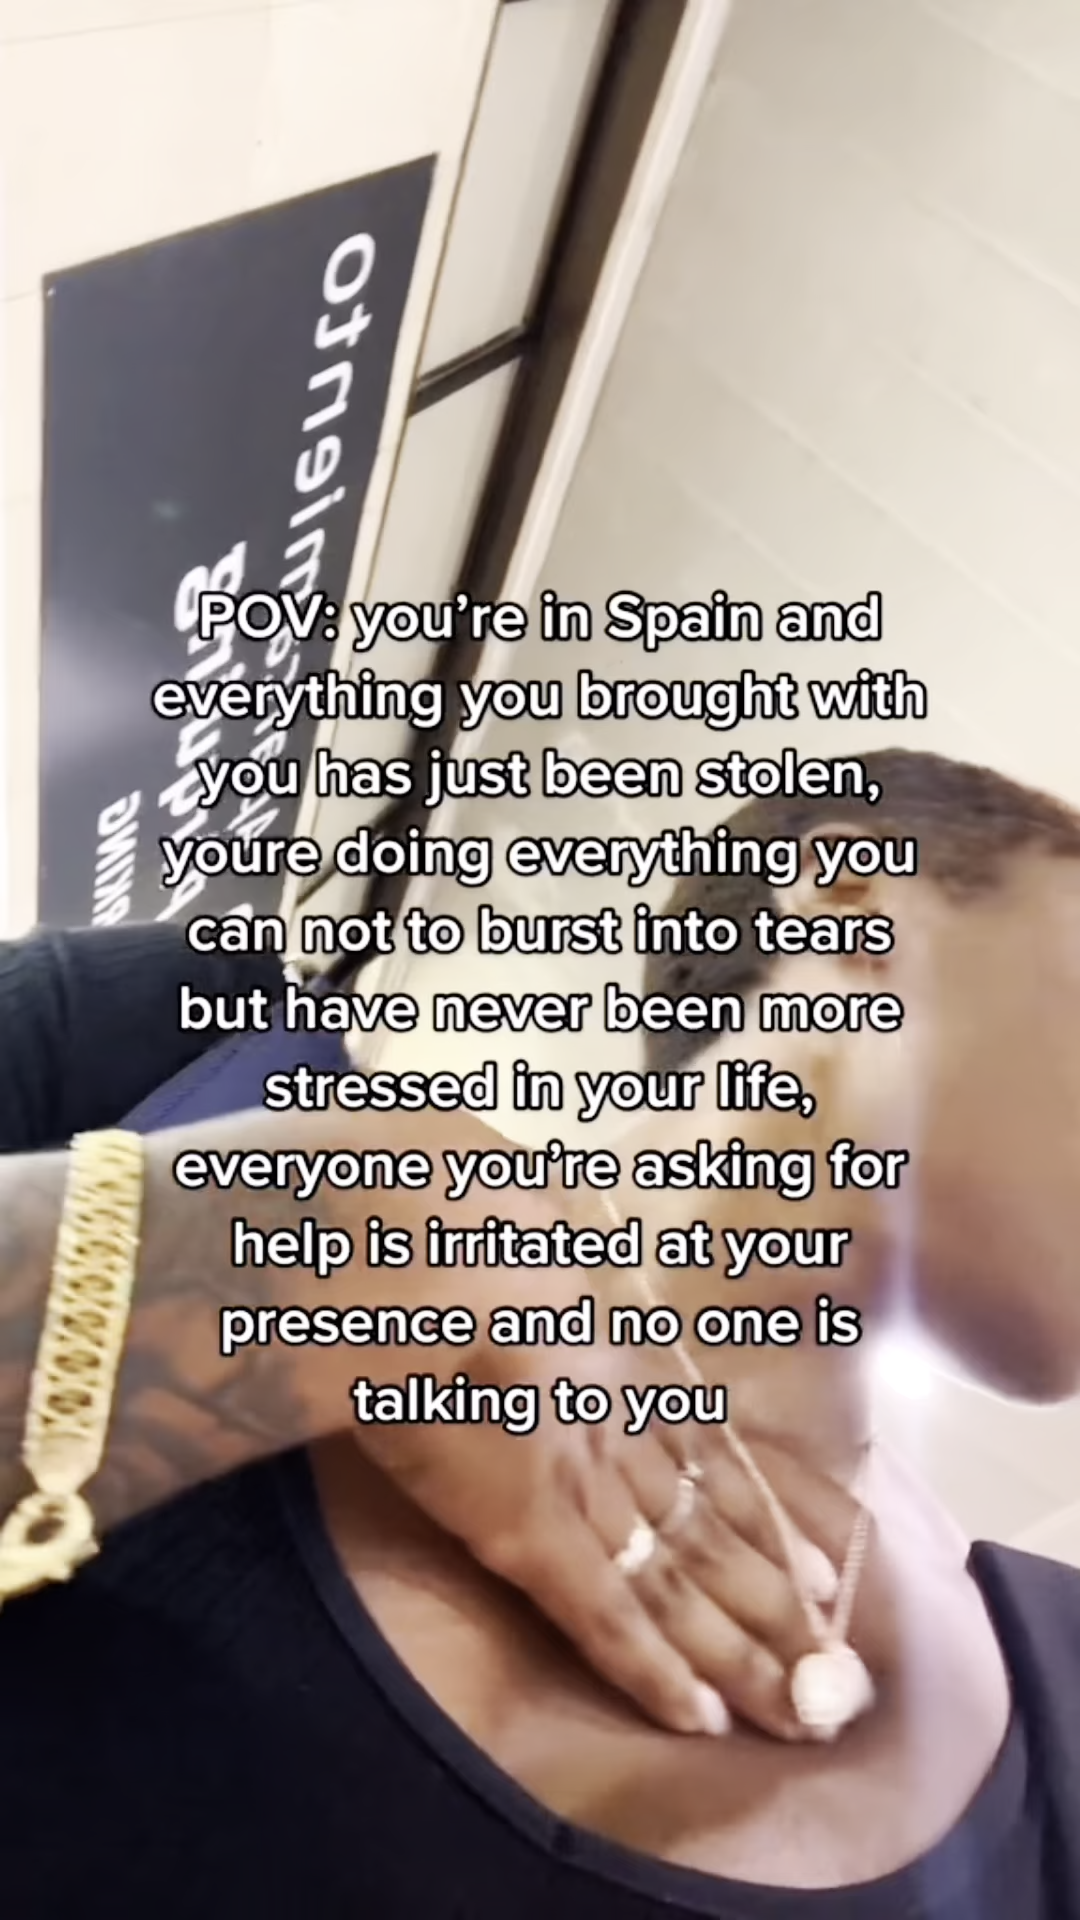 POV: you’re in Spain and
everything you brought with
you has just been stolen,
youre doing everything you
can not to burst into tears
but have never been more
stressed in your life,
everyone you’re asking for
help is irritated at your
presence and no one is
talking to you